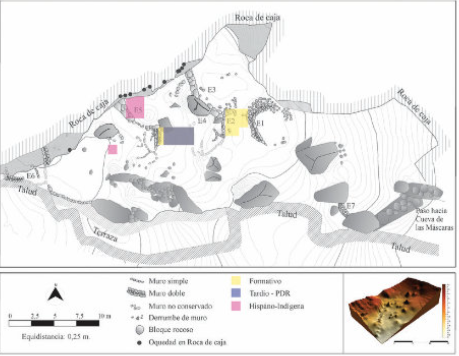 Roca de caja
Roca de caja
Roca de caja
E3
E5
E4
E2
E1
E6
E7
Talud
Terraza
Talud
Talud
Paso hacia
Cueva de
las Máscaras
0 2,5 5 7,5 10 m
Equidistancia: 0,25 m
Muro simple
Muro doble
Muro no conservado
Derrumbe de muro
Bloque rocoso
Oquedad en Roca de caja
Formativo
Tardío - PDR
Hispano-Indígena